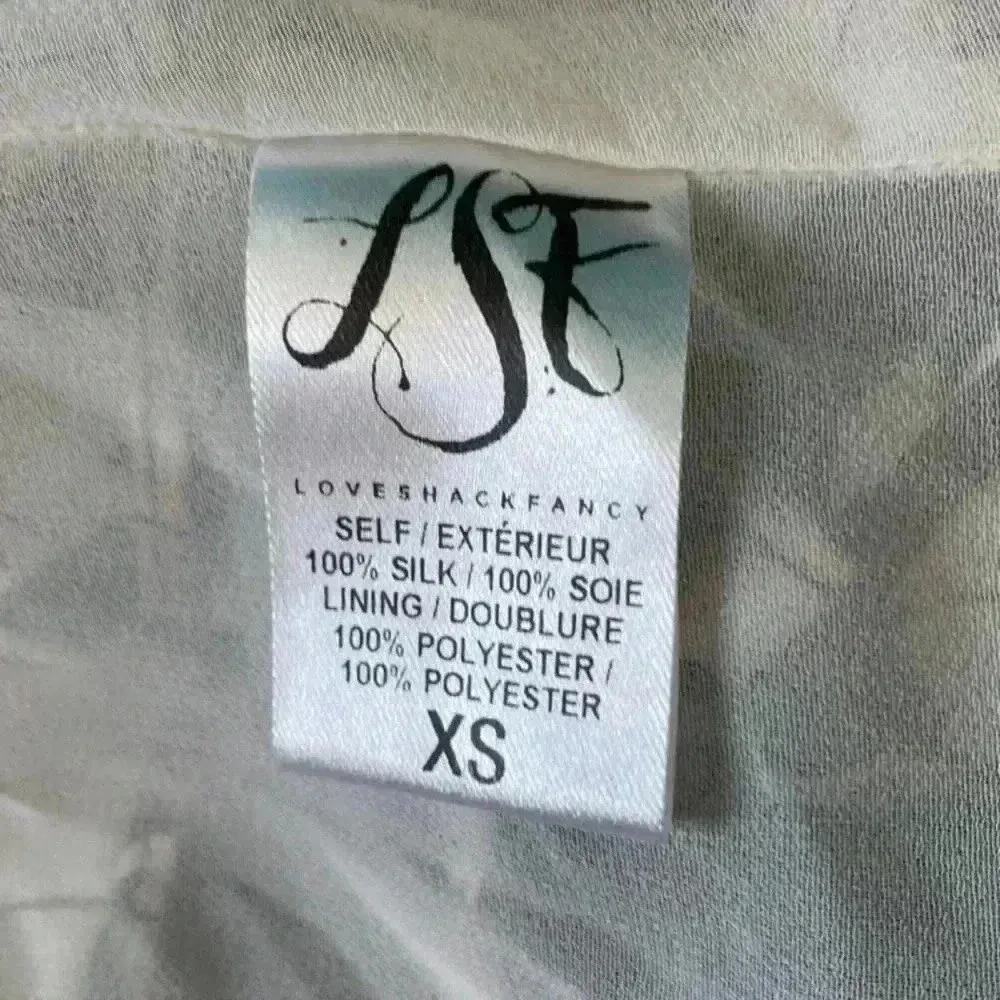 LSF
LOVESHACKFANCY
SELF / EXTÉRIEUR
100% SILK / 100% SOIE
LINING / DOUBLURE
100% POLYESTER /
100% POLYESTER
XS